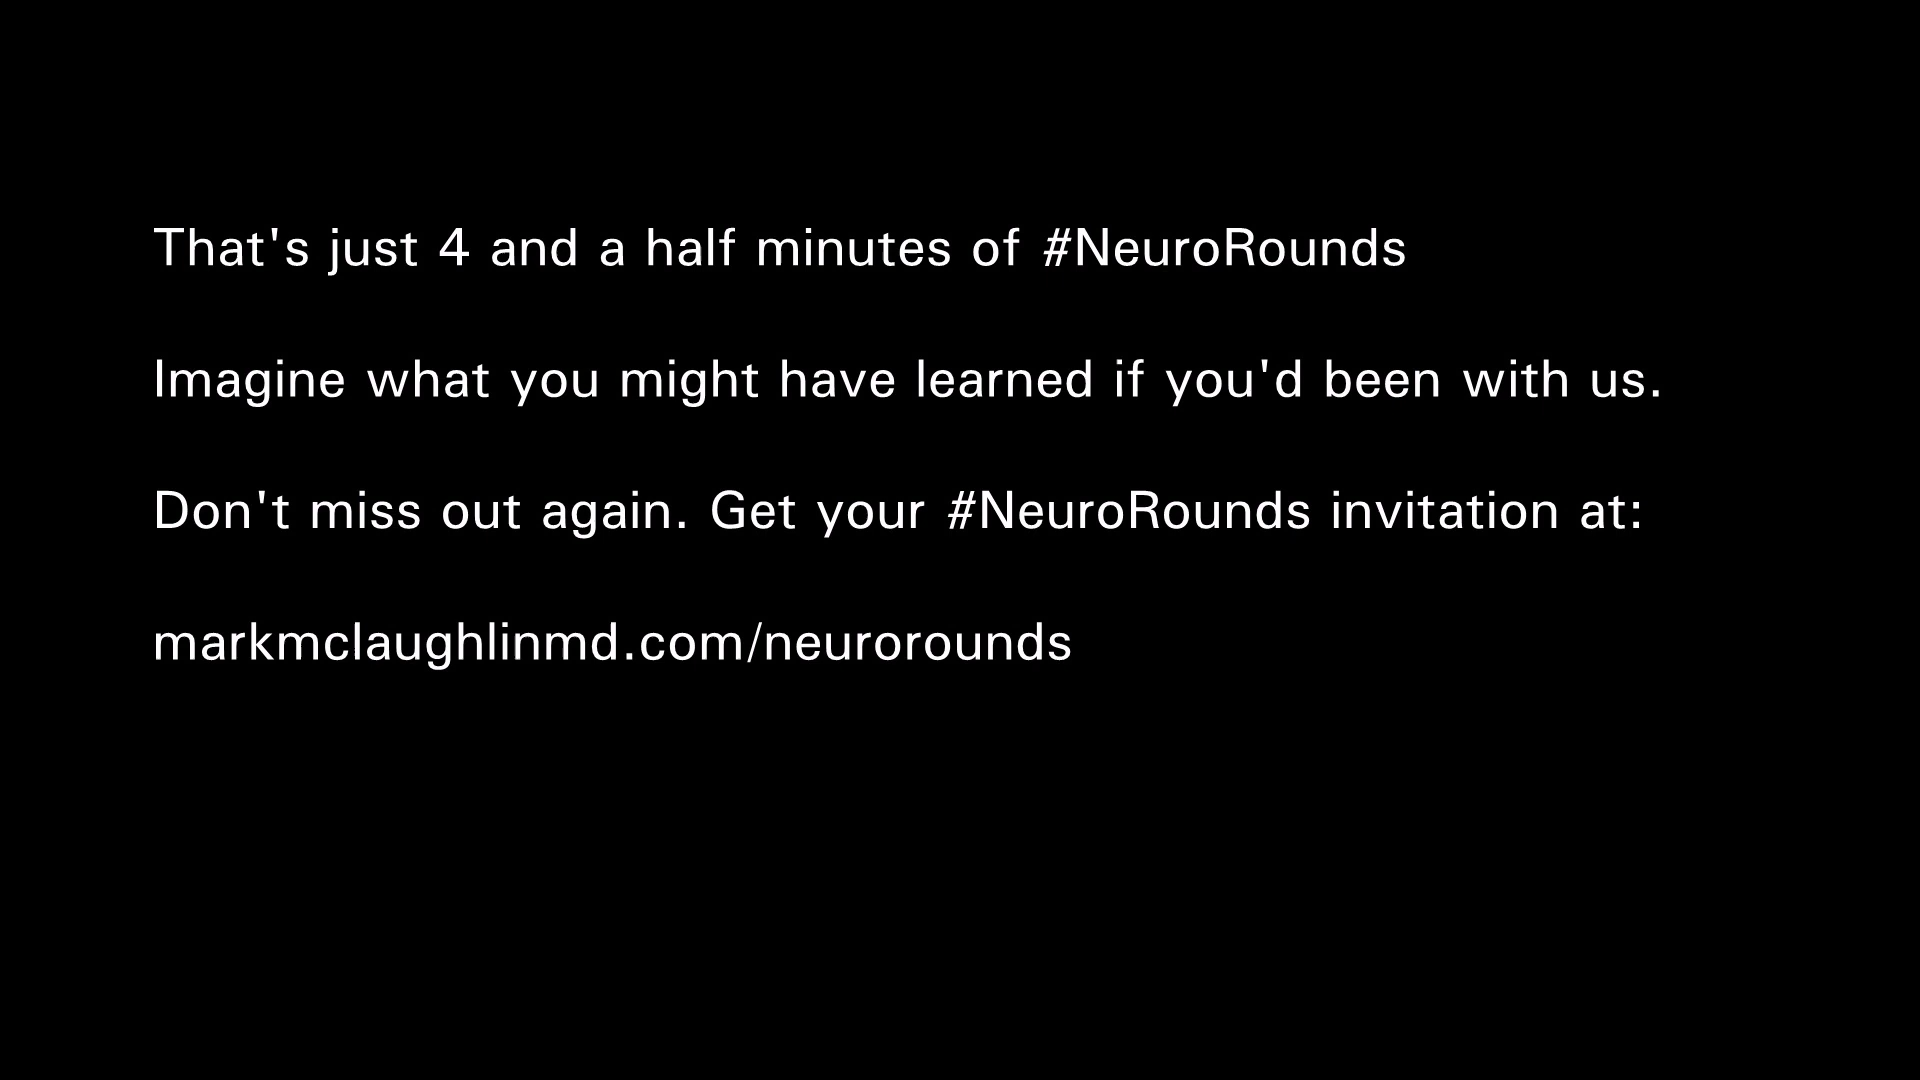 That's just 4 and a half minutes of #NeuroRounds
Imagine what you might have learned if you'd been with us.
Don't miss out again. Get your #NeuroRounds invitation at:
markmclaughlinmd.com/neurorounds